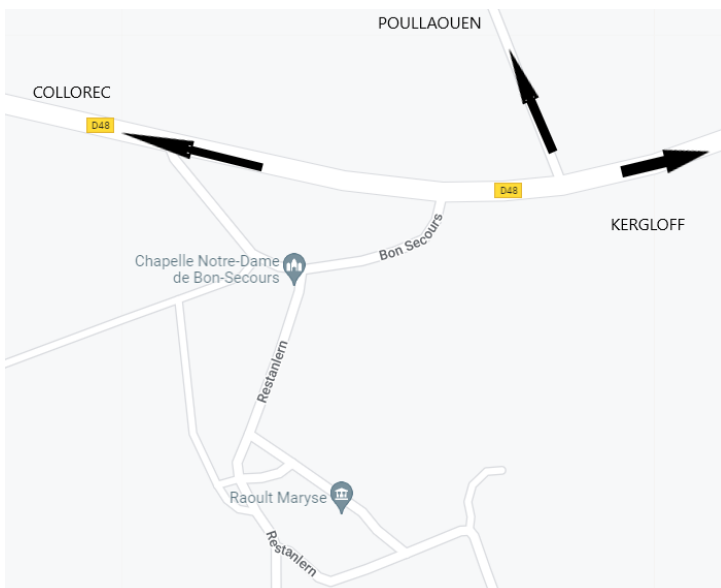 POULLAOUEN
COLLOREC
D48
D48
KERGLOFF
Bon Secours
Chapelle Notre-Dame
de Bon-Secours
Restanlern
Raoult Maryse
Restanlern